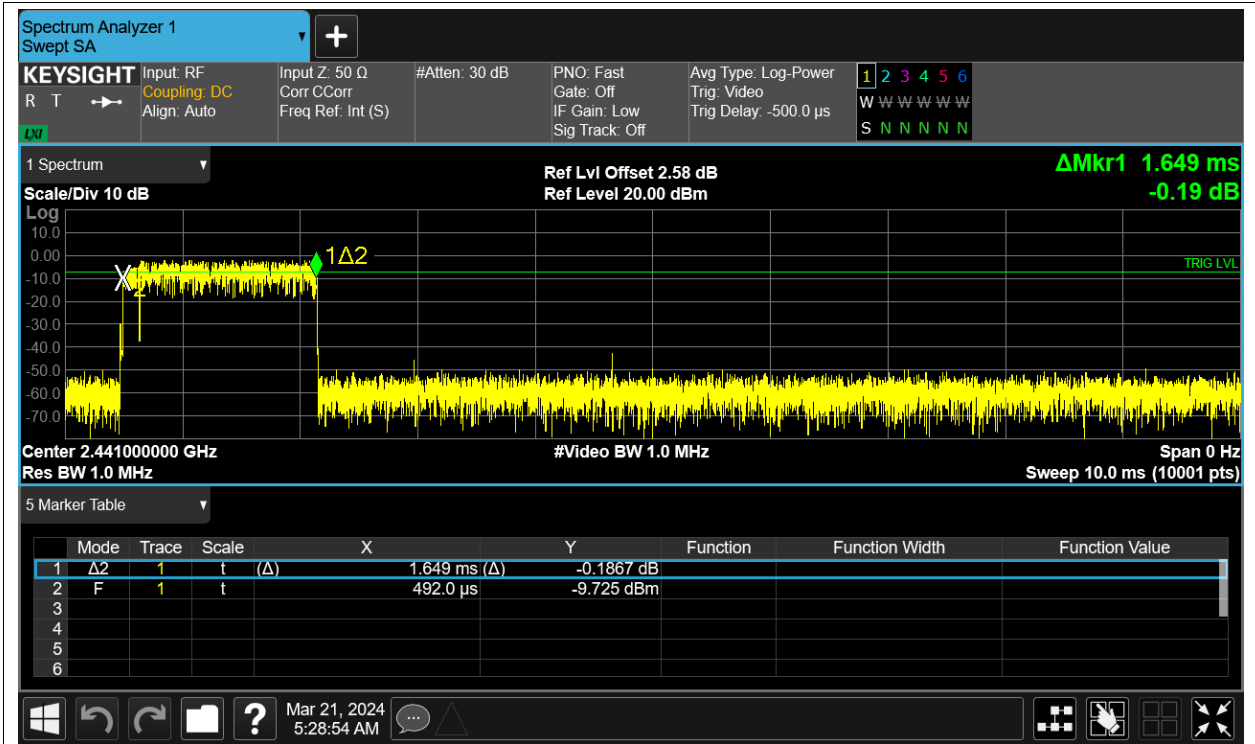 Spectrum Analyzer 1
Swept SA
+
KEYSIGHT Input: RF Input Z: 50 Ω #Atten: 30 dB PNO: Fast Avg Type: Log-Power 1 2 3 4 5 6
R T Coupling: DC Corr CCorr Gate: Off Trig: Video W W W W W W
Align: Auto Freq Ref: Int (S) IF Gain: Low Trig Delay: -500.0 µs
LXI Sig Track: Off S N N N N N
1 Spectrum
Ref Lvl Offset 2.58 dB ΔMkr1 1.649 ms
Scale/Div 10 dB Ref Level 20.00 dBm -0.19 dB
Log
10.0
0.00 1Δ2
TRIG LVL
-10.0 X
2
-20.0
-30.0
-40.0
-50.0
-60.0
-70.0
Center 2.441000000 GHz #Video BW 1.0 MHz Span 0 Hz
Res BW 1.0 MHz Sweep 10.0 ms (10001 pts)
5 Marker Table
Mode Trace Scale X Y Function Function Width Function Value
1 Δ2 1 t (Δ) 1.649 ms (Δ) -0.1867 dB
2 F 1 t 492.0 µs -9.725 dBm
3
4
5
6
? Mar 21, 2024
5:28:54 AM